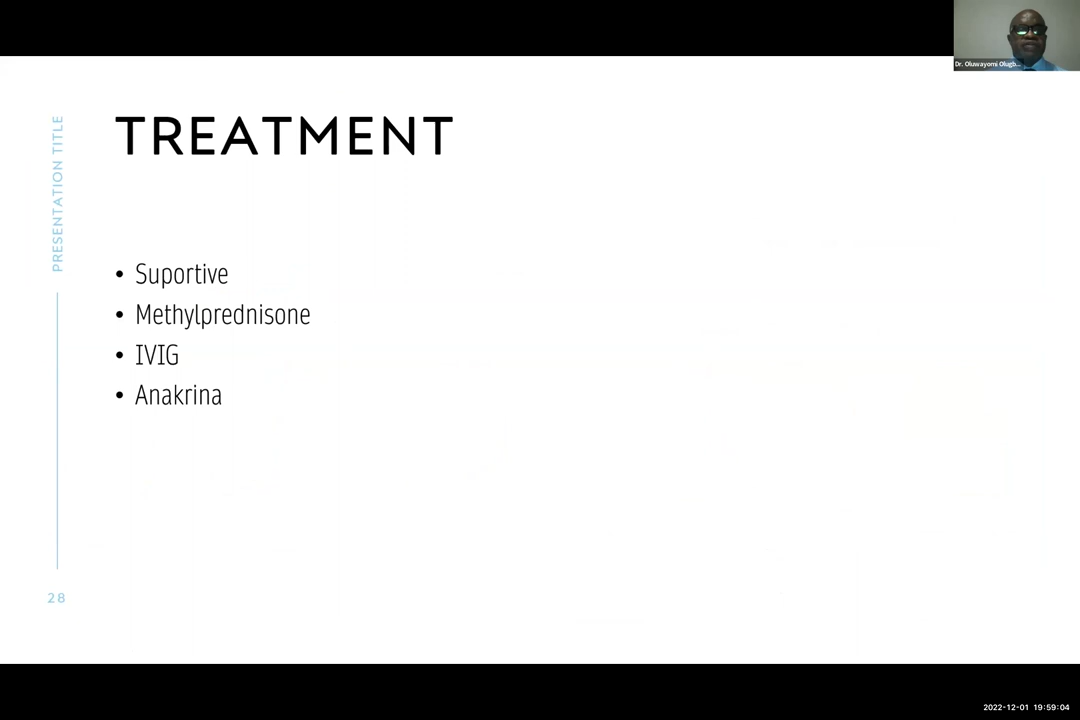 Dr. Oluwayomi Olugb...
PRESENTATION TITLE
TREATMENT
• Suportive
• Methylprednisone
• IVIG
• Anakrina
28
2022-12-01 19:59:04